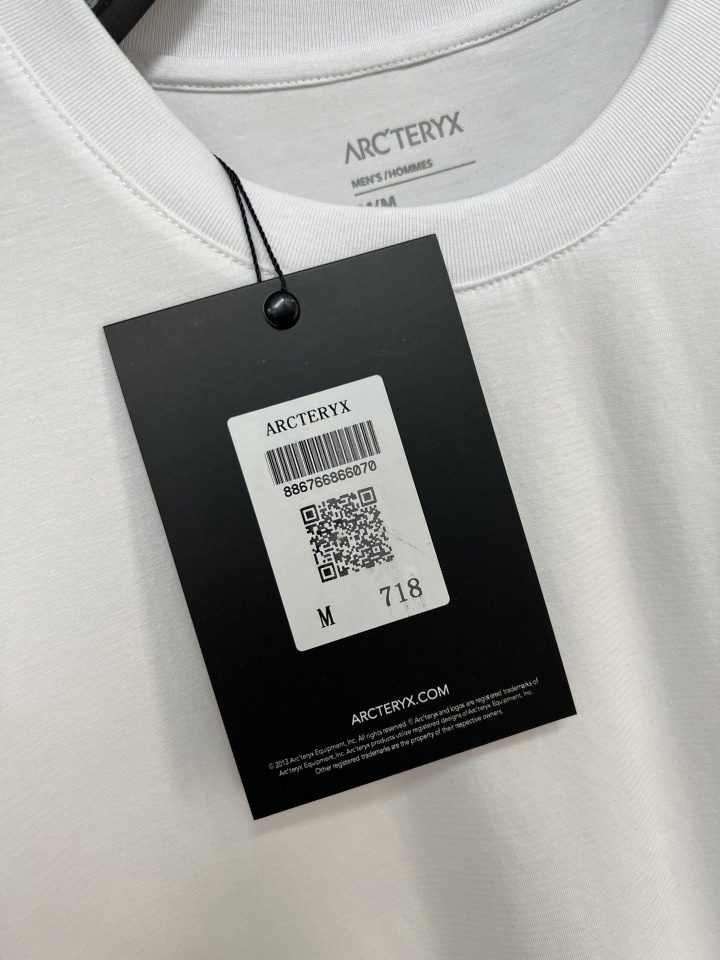 ARC'TERYX
MEN'S/HOMMES
ARCTERYX
886766866070
M
718
ARCTERYX.COM
© 2013 Arc'teryx Equipment, Inc. All rights reserved. ® Arc'teryx and logos are registered trademarks of
Arc'teryx Equipment, Inc. Arc'teryx products utilize registered designs of Arc'teryx Equipment, Inc.
Other registered trademarks are the property of their respective owners.